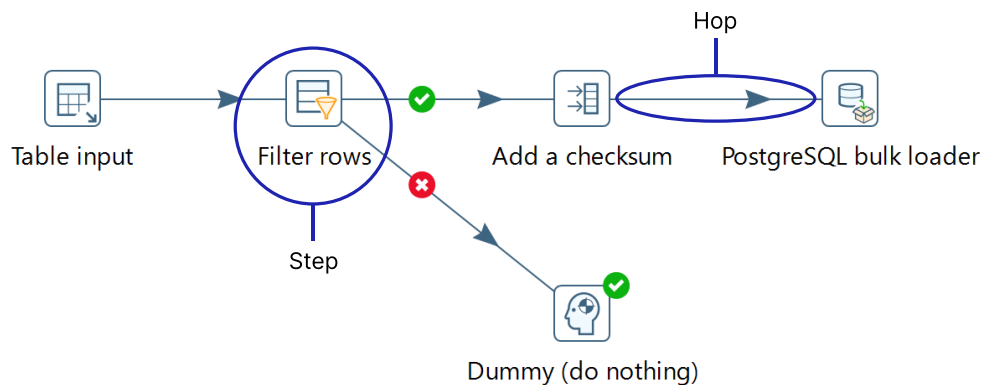 Hop
Table input
Filter rows
Add a checksum
PostgreSQL bulk loader
Step
Dummy (do nothing)